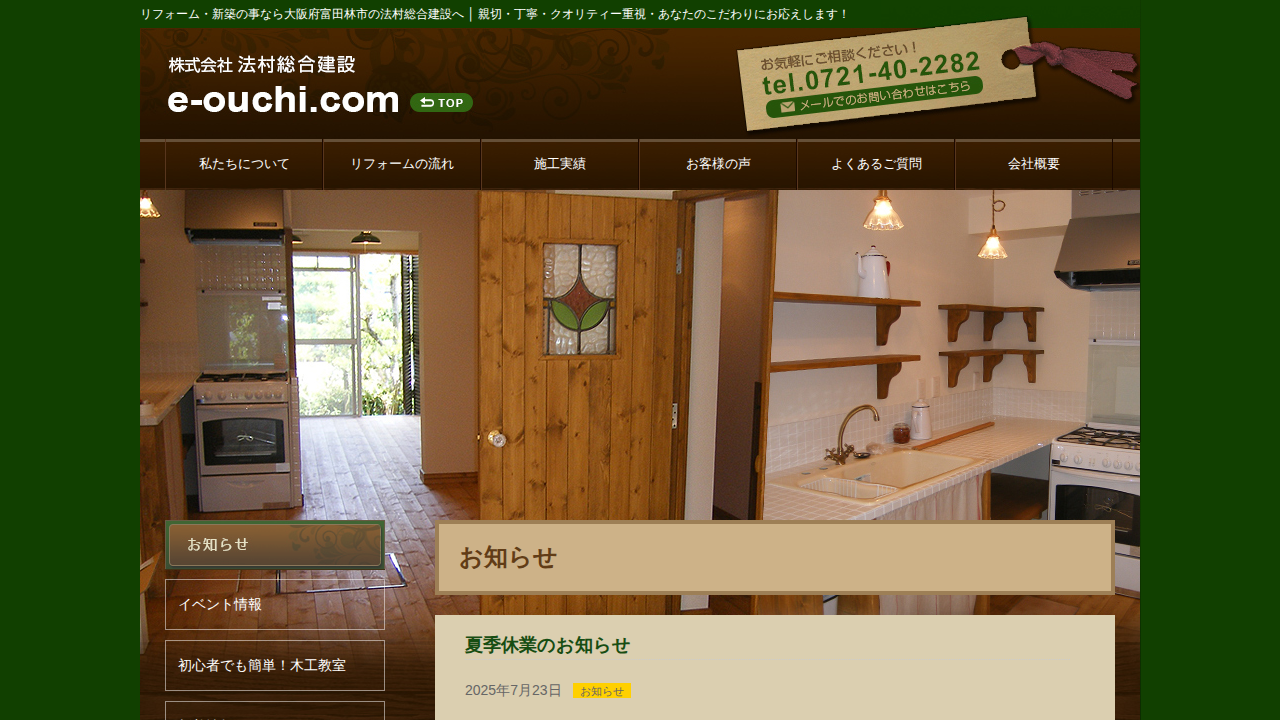 リフォーム・新築の事なら大阪府富田林市の法村総合建設へ│親切・丁寧・クオリティー重視・あなたのこだわりにお応えします！
株式会社 法村総合建設
e-ouchi.com
TOP
お気軽にご相談ください！
tel.0721-40-2282
メールでのお問い合わせはこちら
私たちについて
リフォームの流れ
施工実績
お客様の声
よくあるご質問
会社概要
お知らせ
イベント情報
初心者でも簡単！木工教室
お知らせ
夏季休業のお知らせ
2025年7月23日 お知らせ